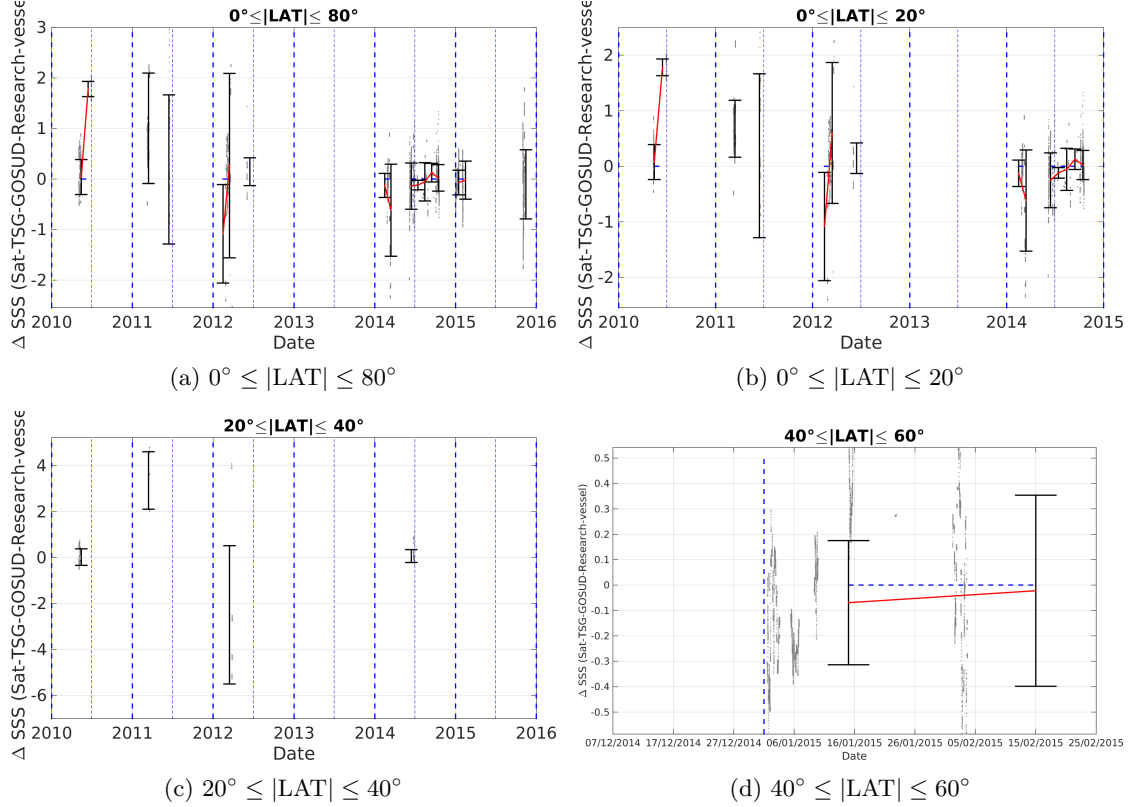 0°≤|LAT|≤ 80°
Δ SSS (Sat-TSG-GOSUD-Research-vesse
3
2
1
0
-1
-2
2010 2011 2012 2013 2014 2015 2016
Date
(a) 0° ≤ |LAT| ≤ 80°
0°≤|LAT|≤ 20°
Δ SSS (Sat-TSG-GOSUD-Research-vesse
2
1
0
-1
-2
2010 2011 2012 2013 2014 2015
Date
(b) 0° ≤ |LAT| ≤ 20°
20°≤|LAT|≤ 40°
Δ SSS (Sat-TSG-GOSUD-Research-vesse
4
2
0
-2
-4
-6
2010 2011 2012 2013 2014 2015 2016
Date
(c) 20° ≤ |LAT| ≤ 40°
40°≤|LAT|≤ 60°
Δ SSS (Sat-TSG-GOSUD-Research-vessel)
0.5
0.4
0.3
0.2
0.1
0
-0.1
-0.2
-0.3
-0.4
-0.5
07/12/2014 17/12/2014 27/12/2014 06/01/2015 16/01/2015 26/01/2015 05/02/2015 15/02/2015 25/02/2015
Date
(d) 40° ≤ |LAT| ≤ 60°